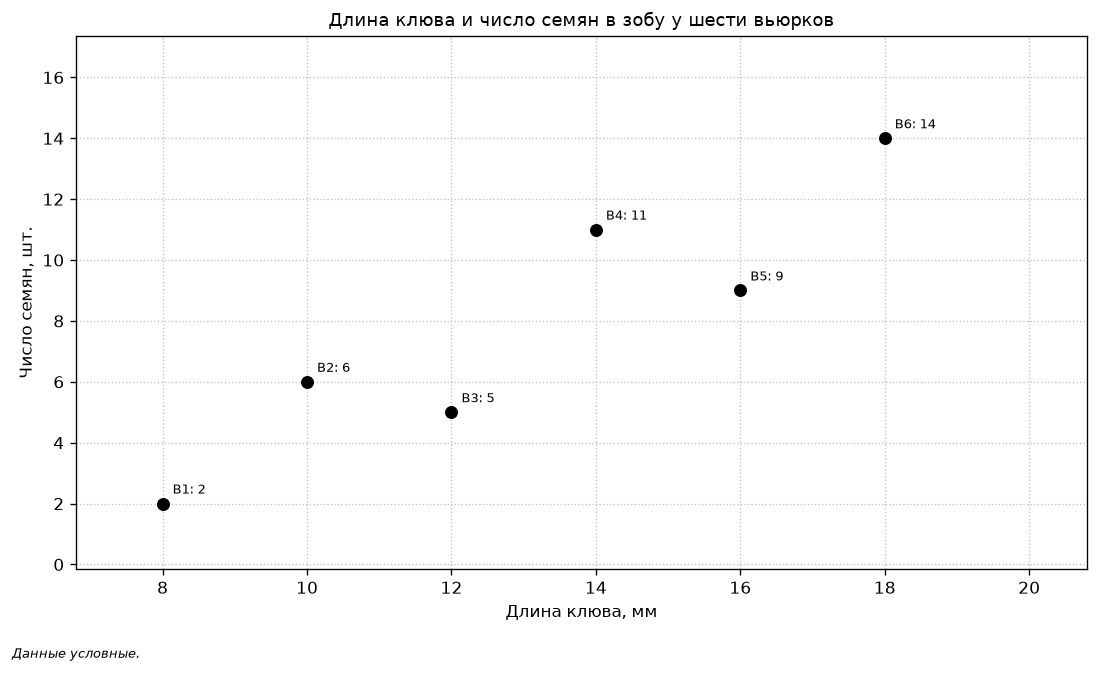 Длина клюва и число семян в зобу у шести вьюрков
Число семян, шт.
16
14
12
10
8
6
4
2
0
В6: 14
В4: 11
В5: 9
В2: 6
В3: 5
В1: 2
8 10 12 14 16 18 20
Длина клюва, мм
Данные условные.